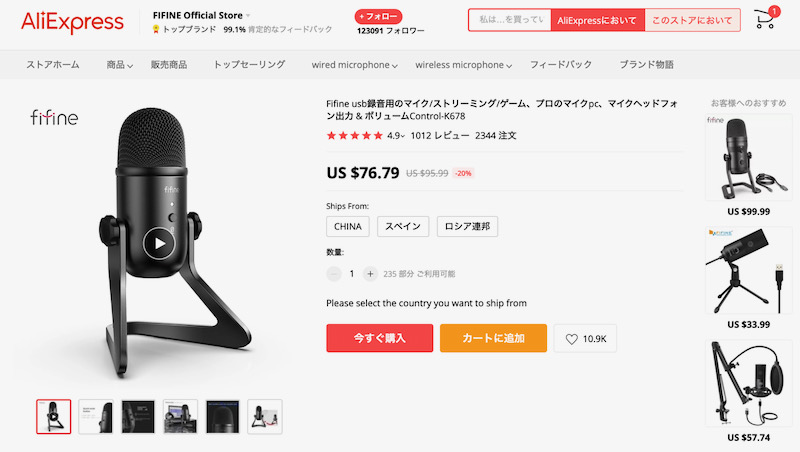 AliExpress
FIFINE Official Store
トップブランド 99.1% 肯定的なフィードバック
+ フォロー
123091 フォロワー
私は...を買ってい
AliExpressにおいて
このストアにおいて
1
ストアホーム 商品 販売商品 トップセーリング wired microphone wireless microphone フィードバック ブランド物語
fifine
fifine
Fifine usb録音用のマイク/ストリーミング/ゲーム、プロのマイクpc、マイクヘッドフォ
ン出力 & ボリュームControl-K678
4.9 1012 レビュー 2344 注文
US $76.79 US $95.99 -20%
Ships From:
CHINA スペイン ロシア連邦
数量:
1 + 235 部分 ご利用可能
Please select the country you want to ship from
今すぐ購入 カートに追加 10.9K
お客様へのおすすめ
fifine
US $99.99
FIFINE
US $33.99
US $57.74